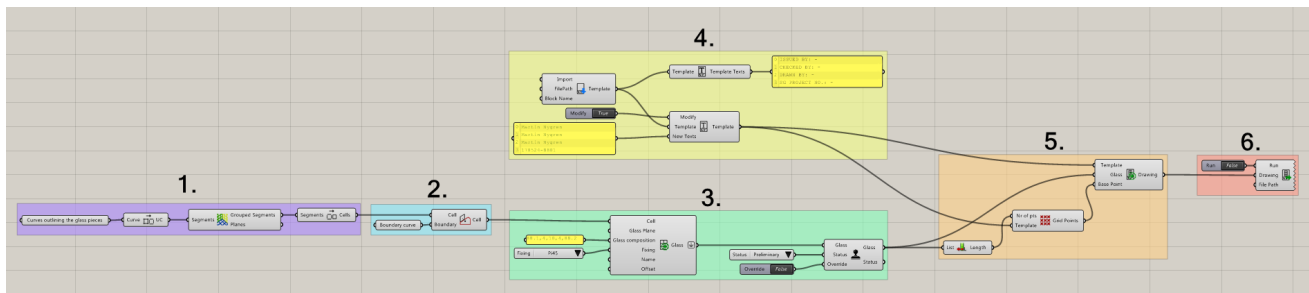 1.
Curves outlining the glass pieces
Curve
S/C
Segments
Grouped Segments
Planes
Segments
Cells
2.
Boundary curve
Cell
Boundary
Cell
3.
Cell
Glass Plane
Glass composition
Fixing
Name
Offset
Glass
Fixing
Status Preliminary
Override False
Glass
Status
Override
Glass
Status
4.
Import
FilePath
Block Name
Template
Template
Template Texts
Modify True
Modify
Template
New Texts
Template
5.
Template
Glass
Base Point
Drawing
Nr of pts
Template
Grid Points
List
Length
6.
Run False
Run
Drawing
File Path